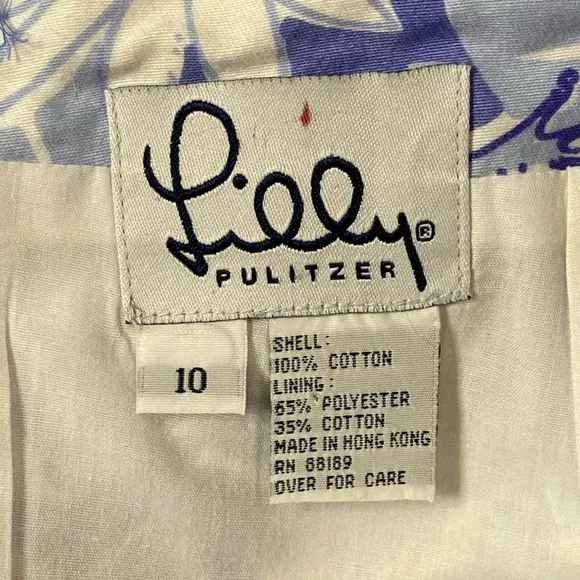 Lilly®
PULITZER
10
SHELL:
100% COTTON
LINING:
65% POLYESTER
35% COTTON
MADE IN HONG KONG
RN 68189
OVER FOR CARE